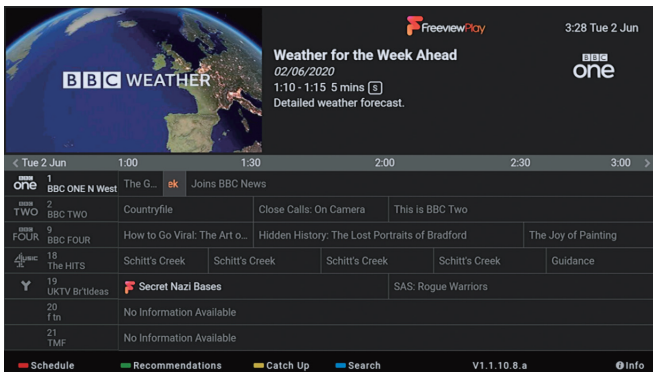 FreeviewPlay
3:28 Tue 2 Jun
BBC WEATHER
Weather for the Week Ahead
02/06/2020
1:10 - 1:15 5 mins S
Detailed weather forecast.
BBC one
< Tue 2 Jun 1:00 1:30 2:00 2:30 3:00 >
BBC one 1 BBC ONE N West The G... ek Joins BBC News
BBC TWO 2 BBC TWO Countryfile Close Calls: On Camera This is BBC Two
BBC FOUR 9 BBC FOUR How to Go Viral: The Art o... Hidden History: The Lost Portraits of Bradford The Joy of Painting
4MUSIC 18 The HITS Schitt's Creek Schitt's Creek Schitt's Creek Schitt's Creek Guidance
Y 19 UKTV Br'tIdeas Secret Nazi Bases SAS: Rogue Warriors
20 f tn No Information Available
21 TMF No Information Available
Schedule Recommendations Catch Up Search V1.1.10.8.a i Info